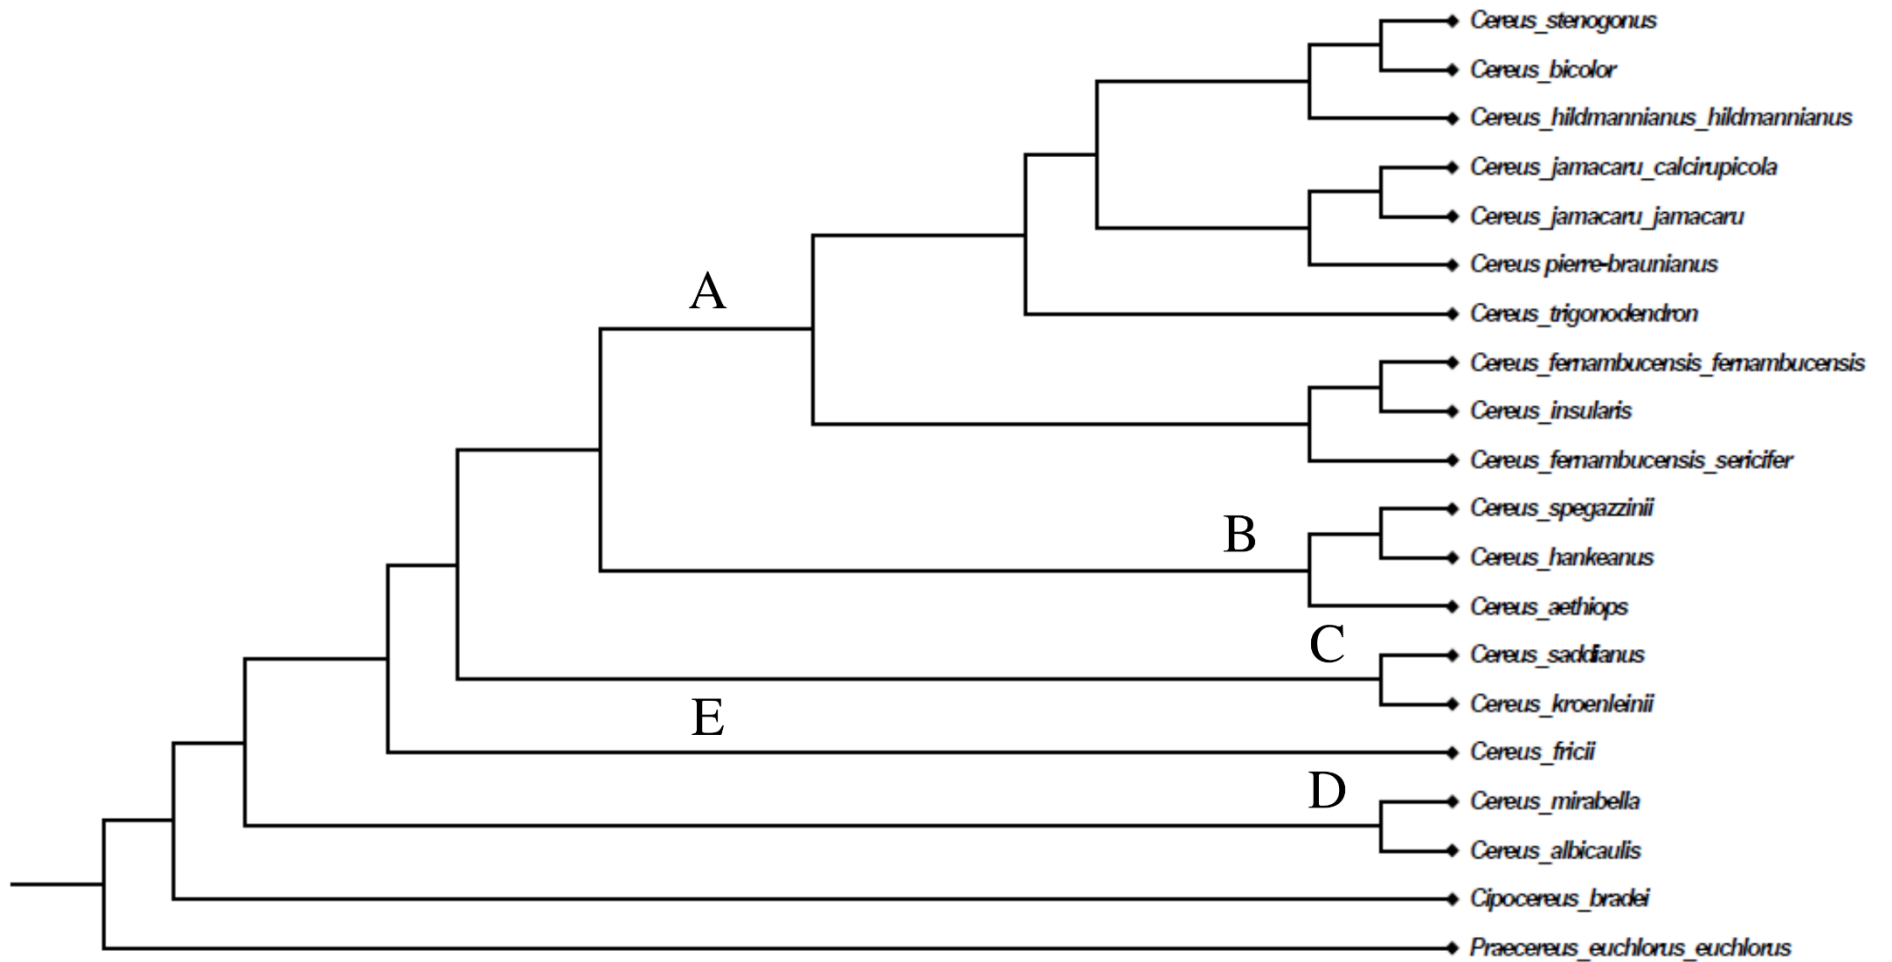 Cereus_stenogonus
Cereus_bicolor
Cereus_hildmannianus_hildmannianus
Cereus_jamacaru_calcirupicola
Cereus_jamacaru_jamacaru
Cereus pierre-braunianus
A
Cereus_trigonodendron
Cereus_fernambucensis_fernambucensis
Cereus_insularis
Cereus_fernambucensis_sericifer
Cereus_spegazzinii
B
Cereus_hankeanus
Cereus_aethiops
C
Cereus_saddianus
Cereus_kroenleinii
E
Cereus_fricii
D
Cereus_mirabella
Cereus_albicaulis
Cipocereus_bradei
Praecereus_euchlorus_euchlorus